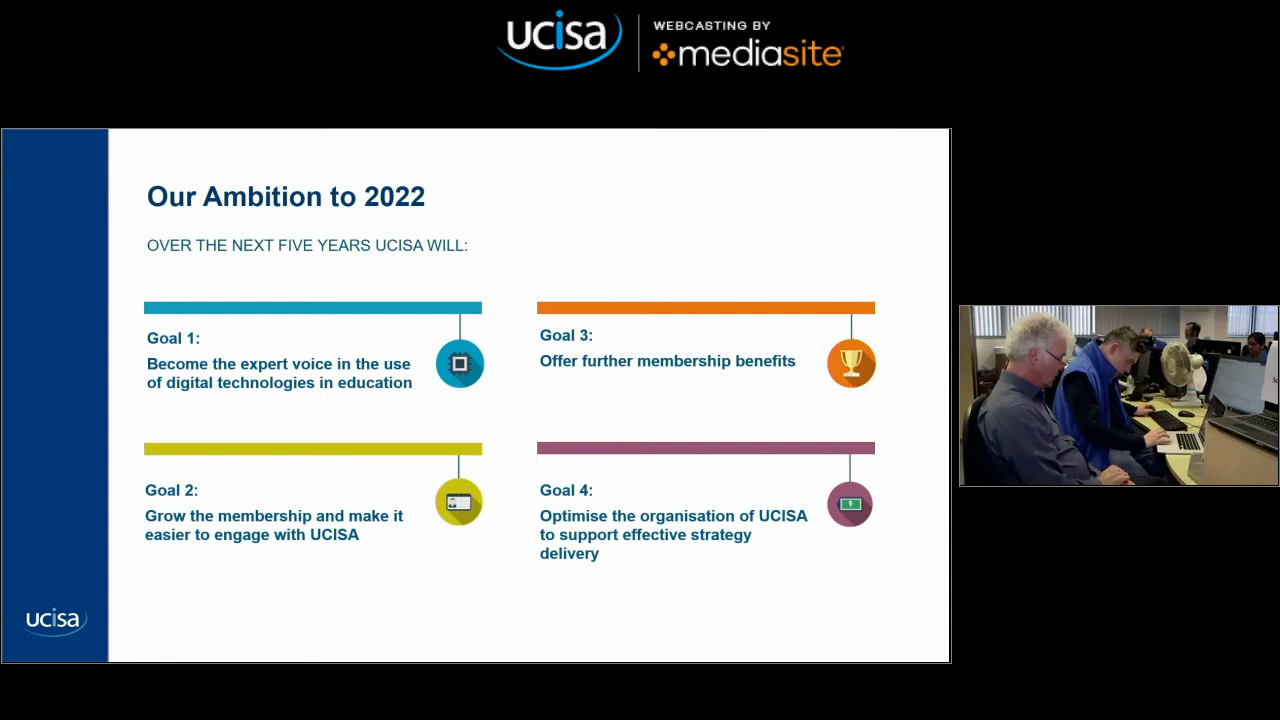 ucisa
WEBCASTING BY
mediasite
Our Ambition to 2022
OVER THE NEXT FIVE YEARS UCISA WILL:
Goal 1:
Become the expert voice in the use
of digital technologies in education
Goal 2:
Grow the membership and make it
easier to engage with UCISA
Goal 3:
Offer further membership benefits
Goal 4:
Optimise the organisation of UCISA
to support effective strategy
delivery
ucisa